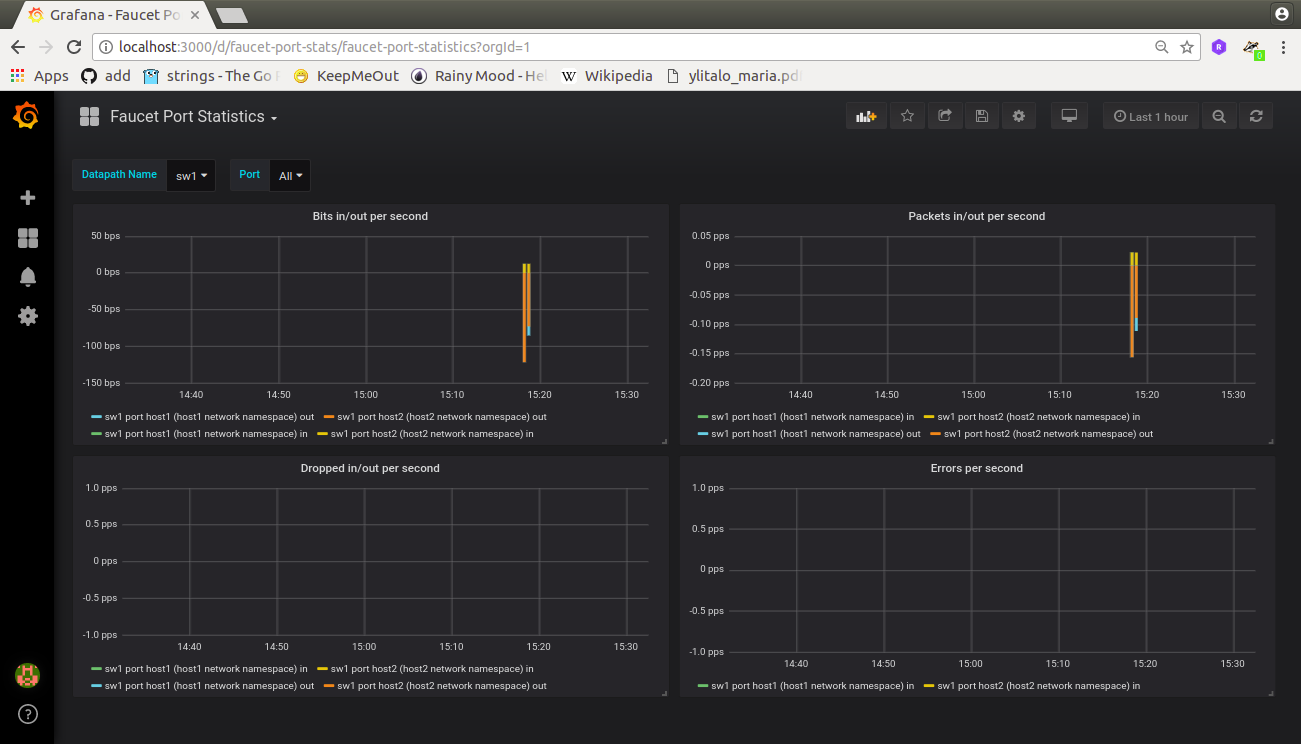 Grafana - Faucet Po
localhost:3000/d/faucet-port-stats/faucet-port-statistics?orgId=1
R
0
Apps add strings - The Go P KeepMeOut Rainy Mood - Hel W Wikipedia ylitalo_maria.pd
Faucet Port Statistics
Last 1 hour
Datapath Name sw1 Port All
Bits in/out per second
50 bps
0 bps
-50 bps
-100 bps
-150 bps
14:40 14:50 15:00 15:10 15:20 15:30
sw1 port host1 (host1 network namespace) out sw1 port host2 (host2 network namespace) out
sw1 port host1 (host1 network namespace) in sw1 port host2 (host2 network namespace) in
Packets in/out per second
0.05 pps
0 pps
-0.05 pps
-0.10 pps
-0.15 pps
-0.20 pps
14:40 14:50 15:00 15:10 15:20 15:30
sw1 port host1 (host1 network namespace) in sw1 port host2 (host2 network namespace) in
sw1 port host1 (host1 network namespace) out sw1 port host2 (host2 network namespace) out
Dropped in/out per second
1.0 pps
0.5 pps
0 pps
-0.5 pps
-1.0 pps
14:40 14:50 15:00 15:10 15:20 15:30
sw1 port host1 (host1 network namespace) in sw1 port host2 (host2 network namespace) in
sw1 port host1 (host1 network namespace) out sw1 port host2 (host2 network namespace) out
Errors per second
1.0 pps
0.5 pps
0 pps
-0.5 pps
-1.0 pps
14:40 14:50 15:00 15:10 15:20 15:30
sw1 port host1 (host1 network namespace) in sw1 port host2 (host2 network namespace) in
?